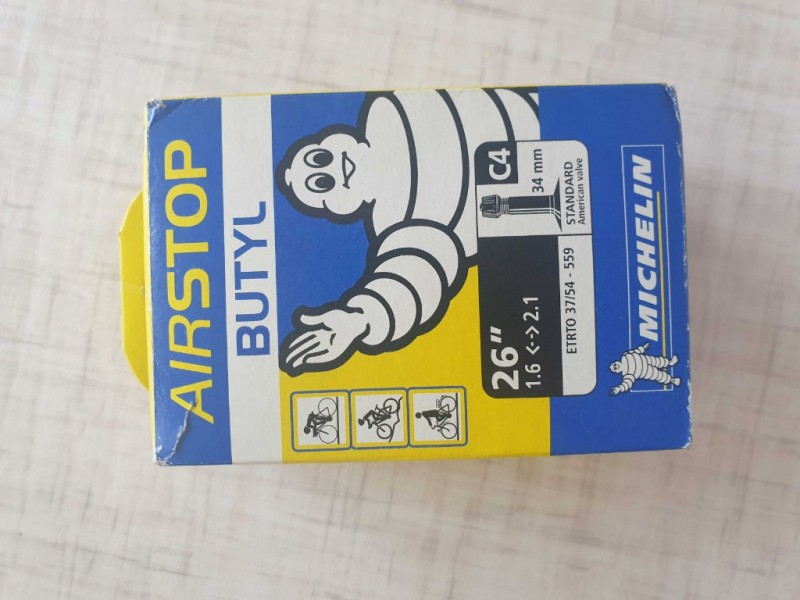 AIRSTOP
BUTYL
26"
1.6 <--> 2.1
ETRTO 37/54 - 559
C4
34 mm
STANDARD
American valve
MICHELIN